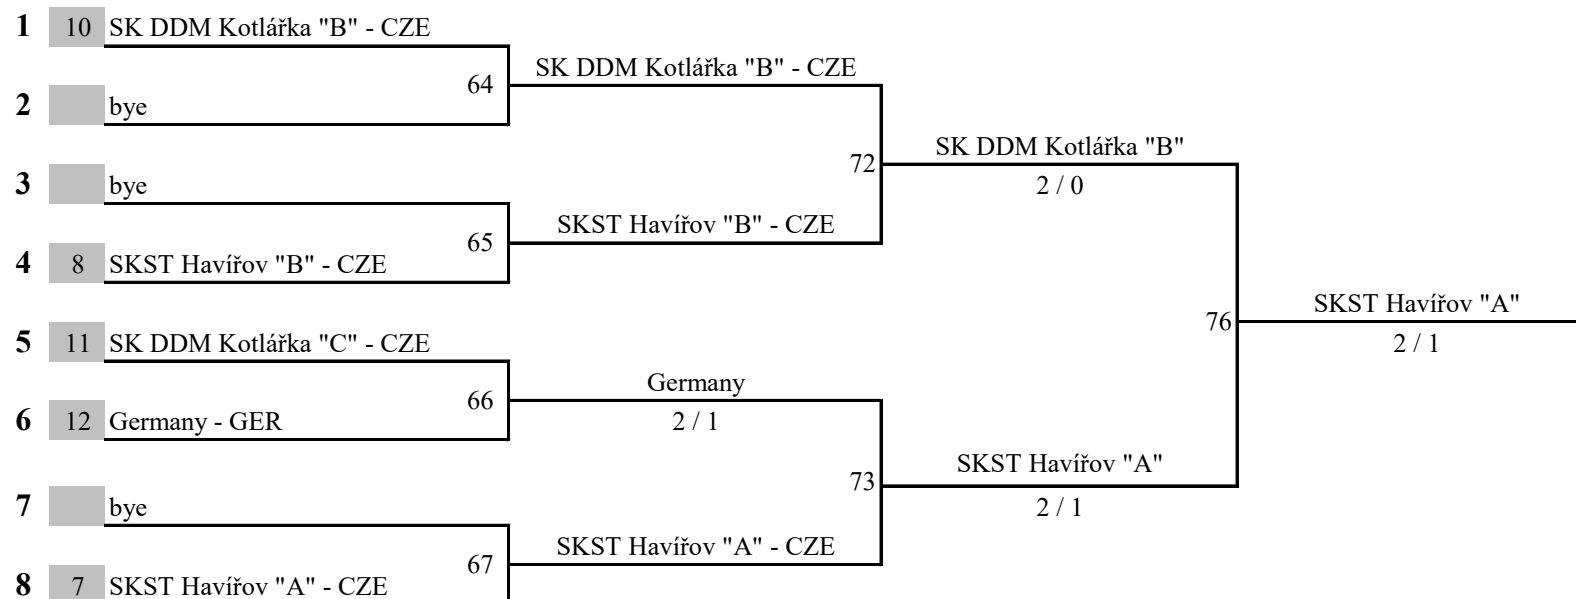 1 10 SK DDM Kotlářka "B" - CZE
64 SK DDM Kotlářka "B" - CZE
2 bye
72 SK DDM Kotlářka "B"
2 / 0
3 bye
65 SKST Havířov "B" - CZE
4 8 SKST Havířov "B" - CZE
76 SKST Havířov "A"
2 / 1
5 11 SK DDM Kotlářka "C" - CZE
66 Germany
2 / 1
6 12 Germany - GER
73 SKST Havířov "A"
2 / 1
7 bye
67 SKST Havířov "A" - CZE
8 7 SKST Havířov "A" - CZE